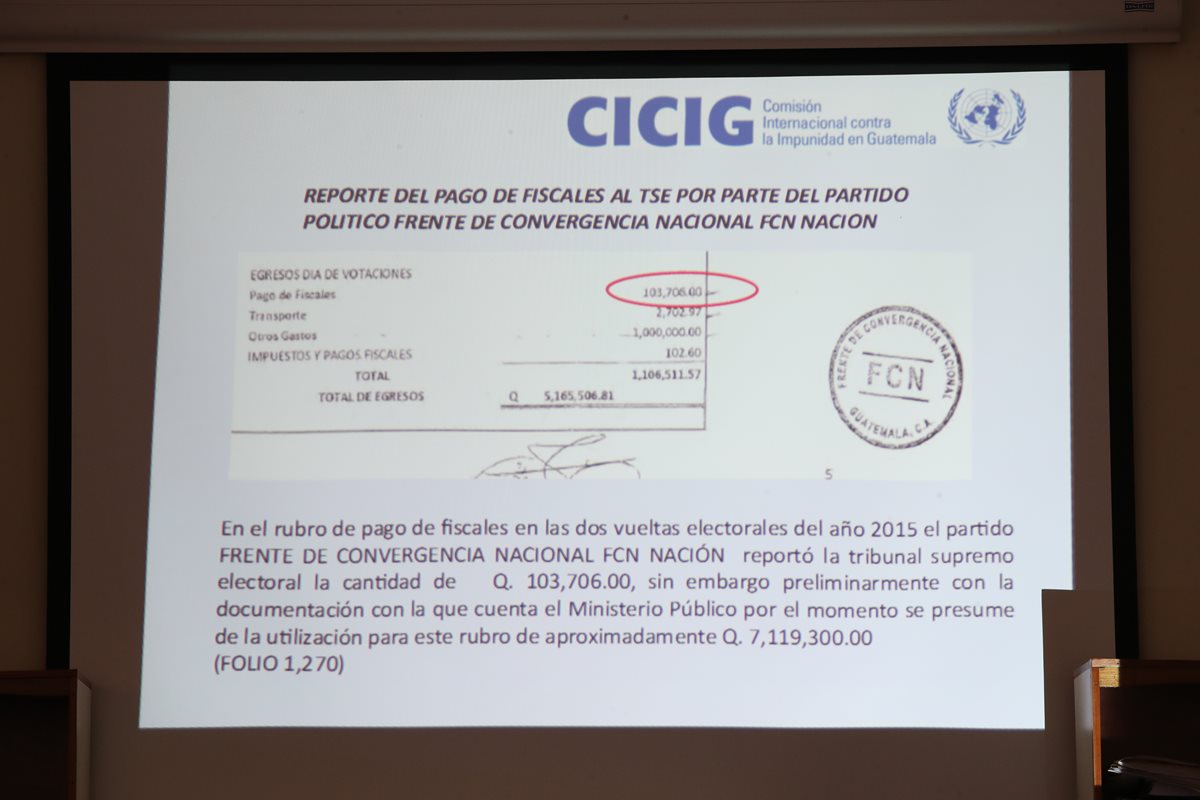 CICIG
Comisión
Internacional contra
la Impunidad en Guatemala
REPORTE DEL PAGO DE FISCALES AL TSE POR PARTE DEL PARTIDO
POLITICO FRENTE DE CONVERGENCIA NACIONAL FCN NACION
EGRESOS DIA DE VOTACIONES
Pago de Fiscales 103,706.00
Transporte 2,702.97
Otros Gastos 1,000,000.00
IMPUESTOS Y PAGOS FISCALES 102.60
TOTAL 1,106,511.57
TOTAL DE EGRESOS Q 5,165,506.81
FRENTE DE CONVERGENCIA NACIONAL
FCN
GUATEMALA, C.A.
5
En el rubro de pago de fiscales en las dos vueltas electorales del año 2015 el partido
FRENTE DE CONVERGENCIA NACIONAL FCN NACIÓN reportó la tribunal supremo
electoral la cantidad de Q. 103,706.00, sin embargo preliminarmente con la
documentación con la que cuenta el Ministerio Público por el momento se presume
de la utilización para este rubro de aproximadamente Q. 7,119,300.00
(FOLIO 1,270)